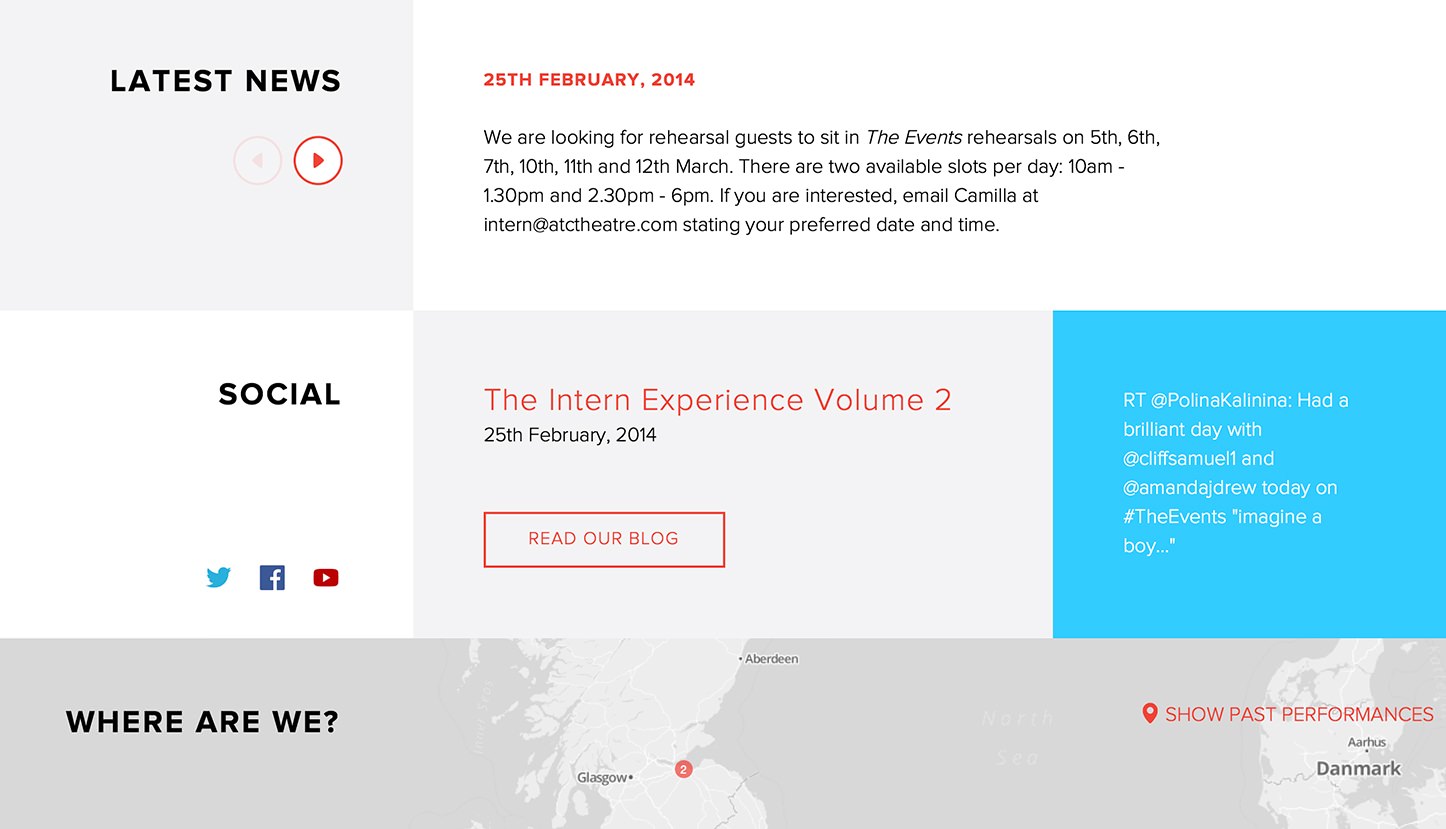 LATEST NEWS
25TH FEBRUARY, 2014
We are looking for rehearsal guests to sit in The Events rehearsals on 5th, 6th,
7th, 10th, 11th and 12th March. There are two available slots per day: 10am -
1.30pm and 2.30pm - 6pm. If you are interested, email Camilla at
intern@atctheatre.com stating your preferred date and time.
SOCIAL
The Intern Experience Volume 2
25th February, 2014
READ OUR BLOG
RT @PolinaKalinina: Had a
brilliant day with
@cliffsamuel1 and
@amandajdrew today on
#TheEvents "imagine a
boy..."
WHERE ARE WE?
Aberdeen
North
Sea
Glasgow
2
SHOW PAST PERFORMANCES
Aarhus
Danmark